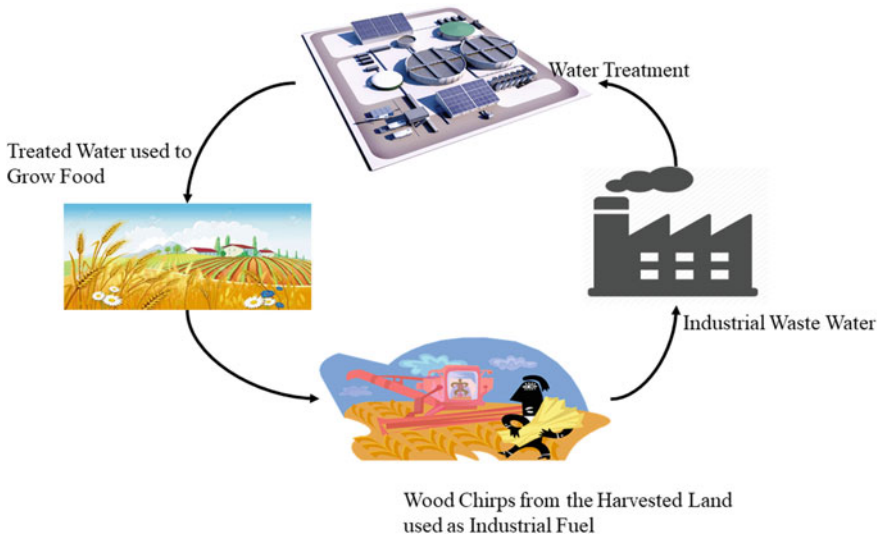 Water Treatment
Treated Water used to
Grow Food
Industrial Waste Water
Wood Chirps from the Harvested Land
used as Industrial Fuel